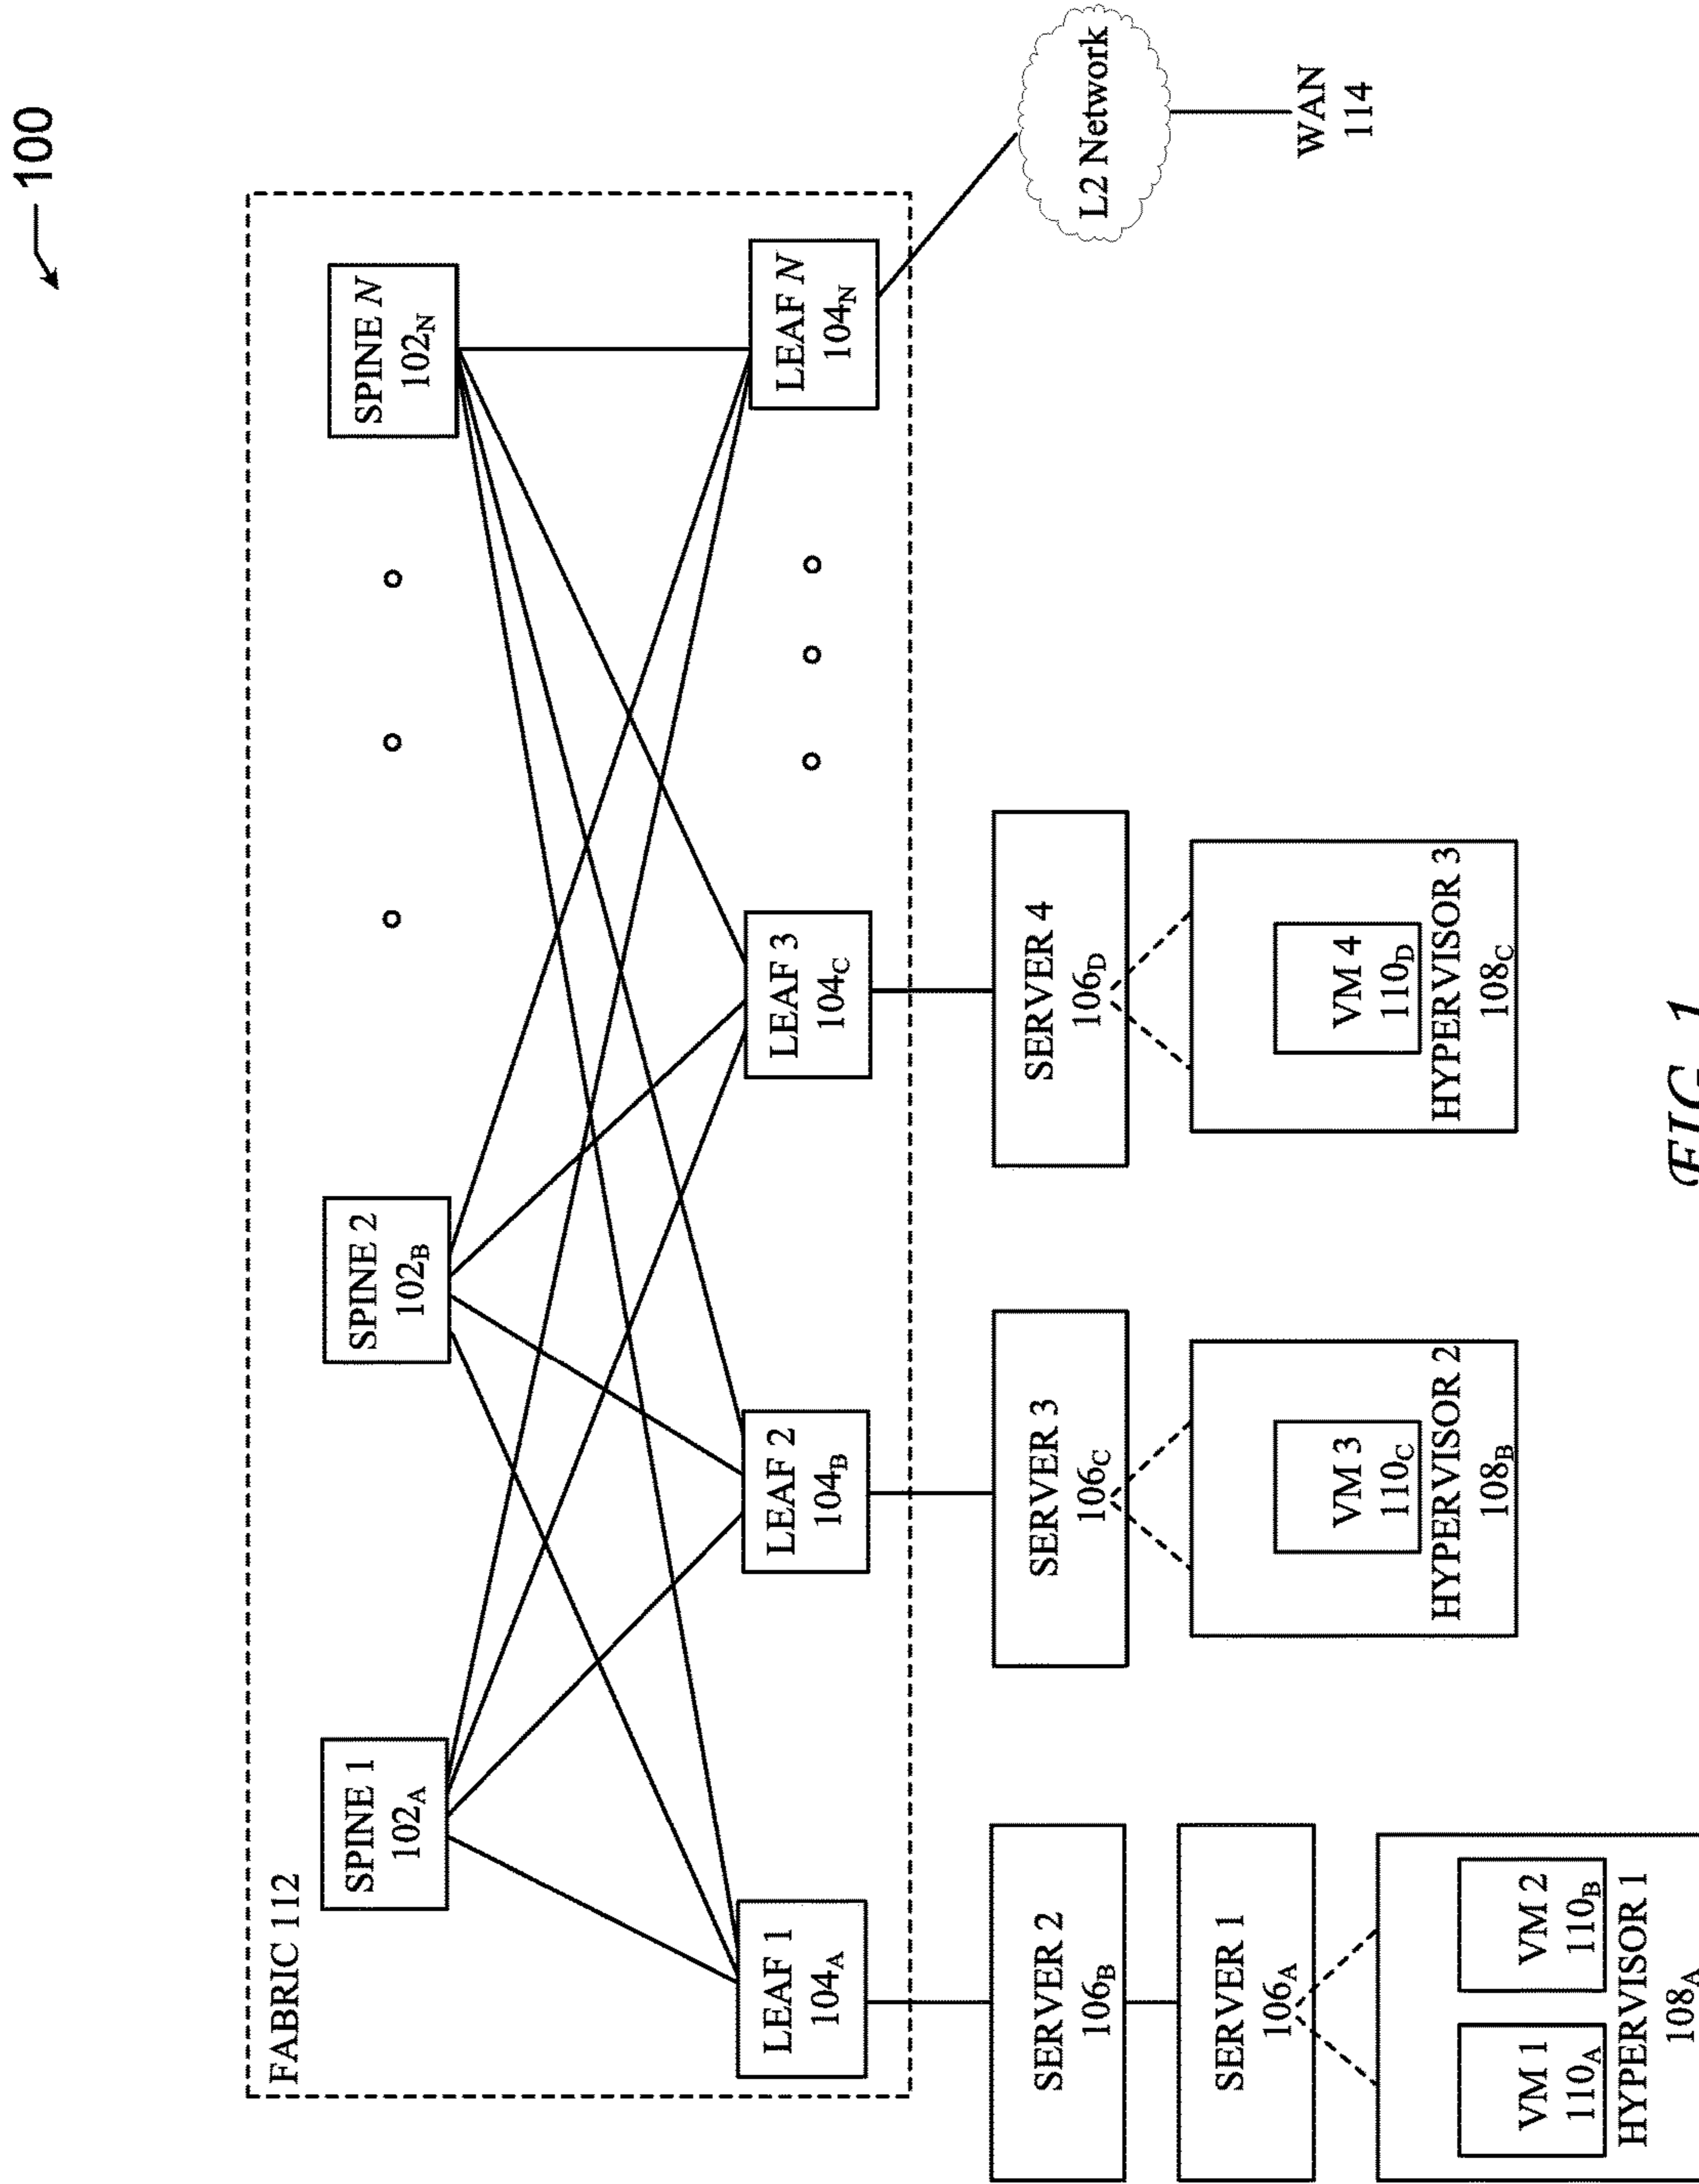 100
FABRIC 112
SPINE 1
102A
SPINE 2
102B
SPINE N
102N
LEAF 1
104A
LEAF 2
104B
LEAF 3
104C
LEAF N
104N
L2 Network
WAN
114
SERVER 2
106B
SERVER 3
106C
SERVER 4
106D
SERVER 1
106A
VM 3
110C
HYPERVISOR 2
108B
VM 4
110D
HYPERVISOR 3
108C
VM 1
110A
VM 2
110B
HYPERVISOR 1
108A
FIG. 1